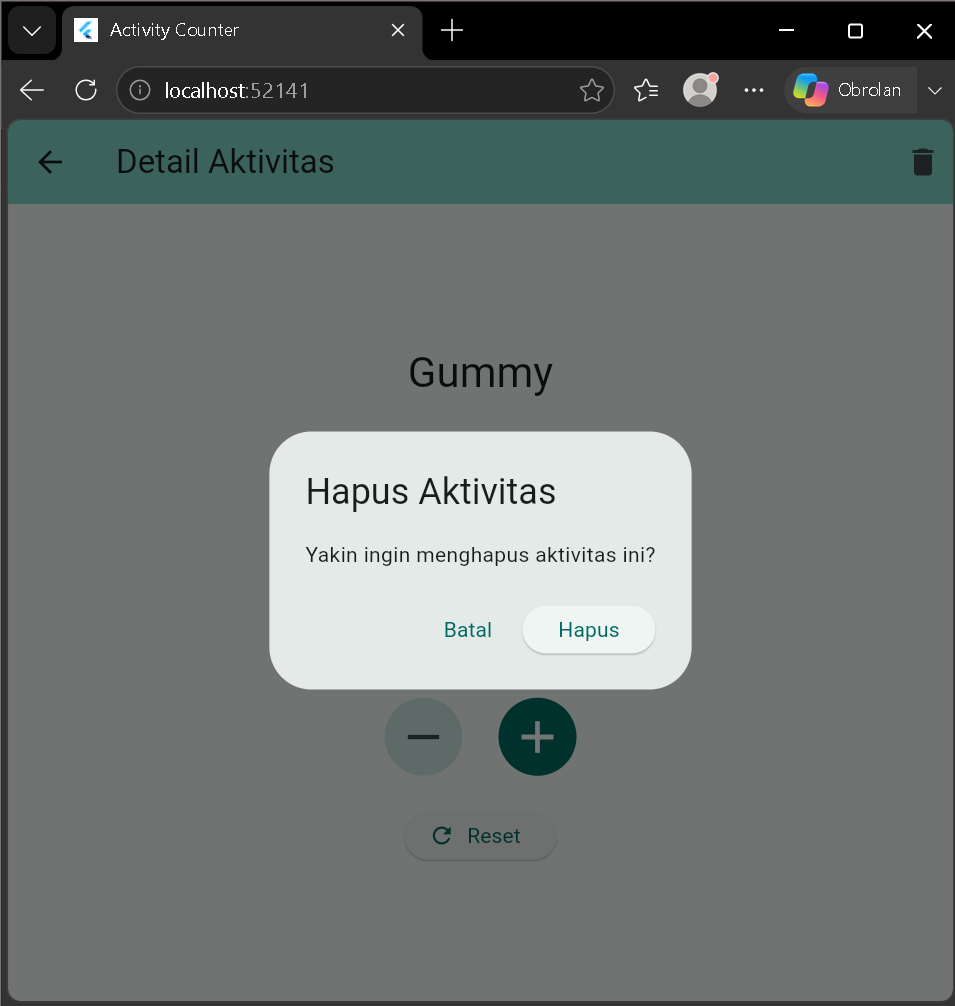 Activity Counter
localhost:52141
Obrolan
Detail Aktivitas
Gummy
Hapus Aktivitas
Yakin ingin menghapus aktivitas ini?
Batal
Hapus
Reset